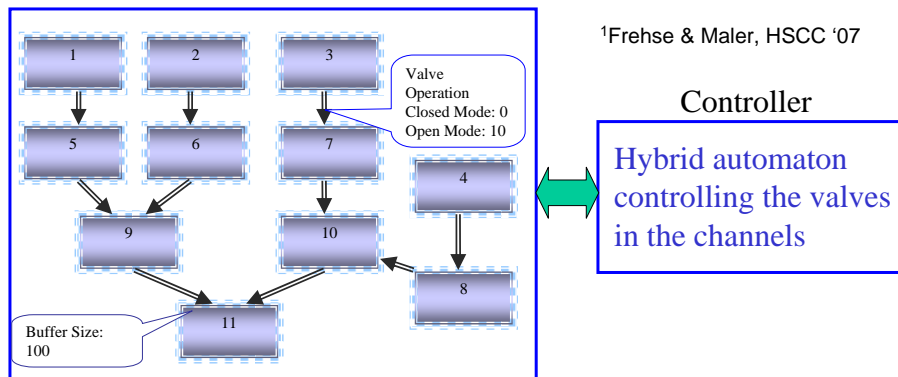 1
2
3
¹Frehse & Maler, HSCC ‘07
Valve
Operation
Closed Mode: 0
Open Mode: 10
Controller
5
6
7
4
Hybrid automaton
controlling the valves
in the channels
9
10
8
11
Buffer Size:
100